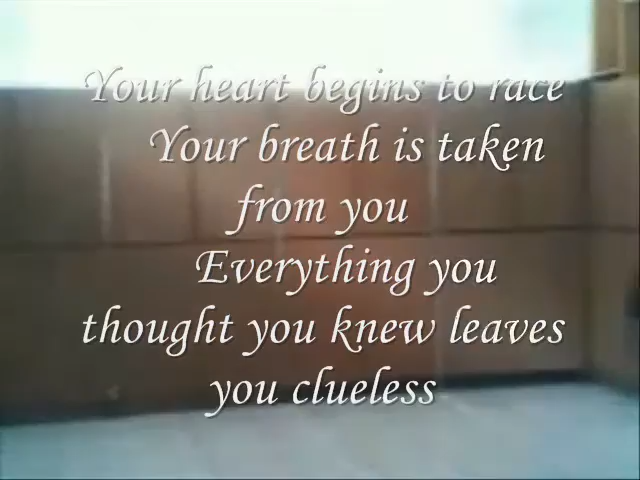 Your heart begins to race
Your breath is taken
from you
Everything you
thought you knew leaves
you clueless